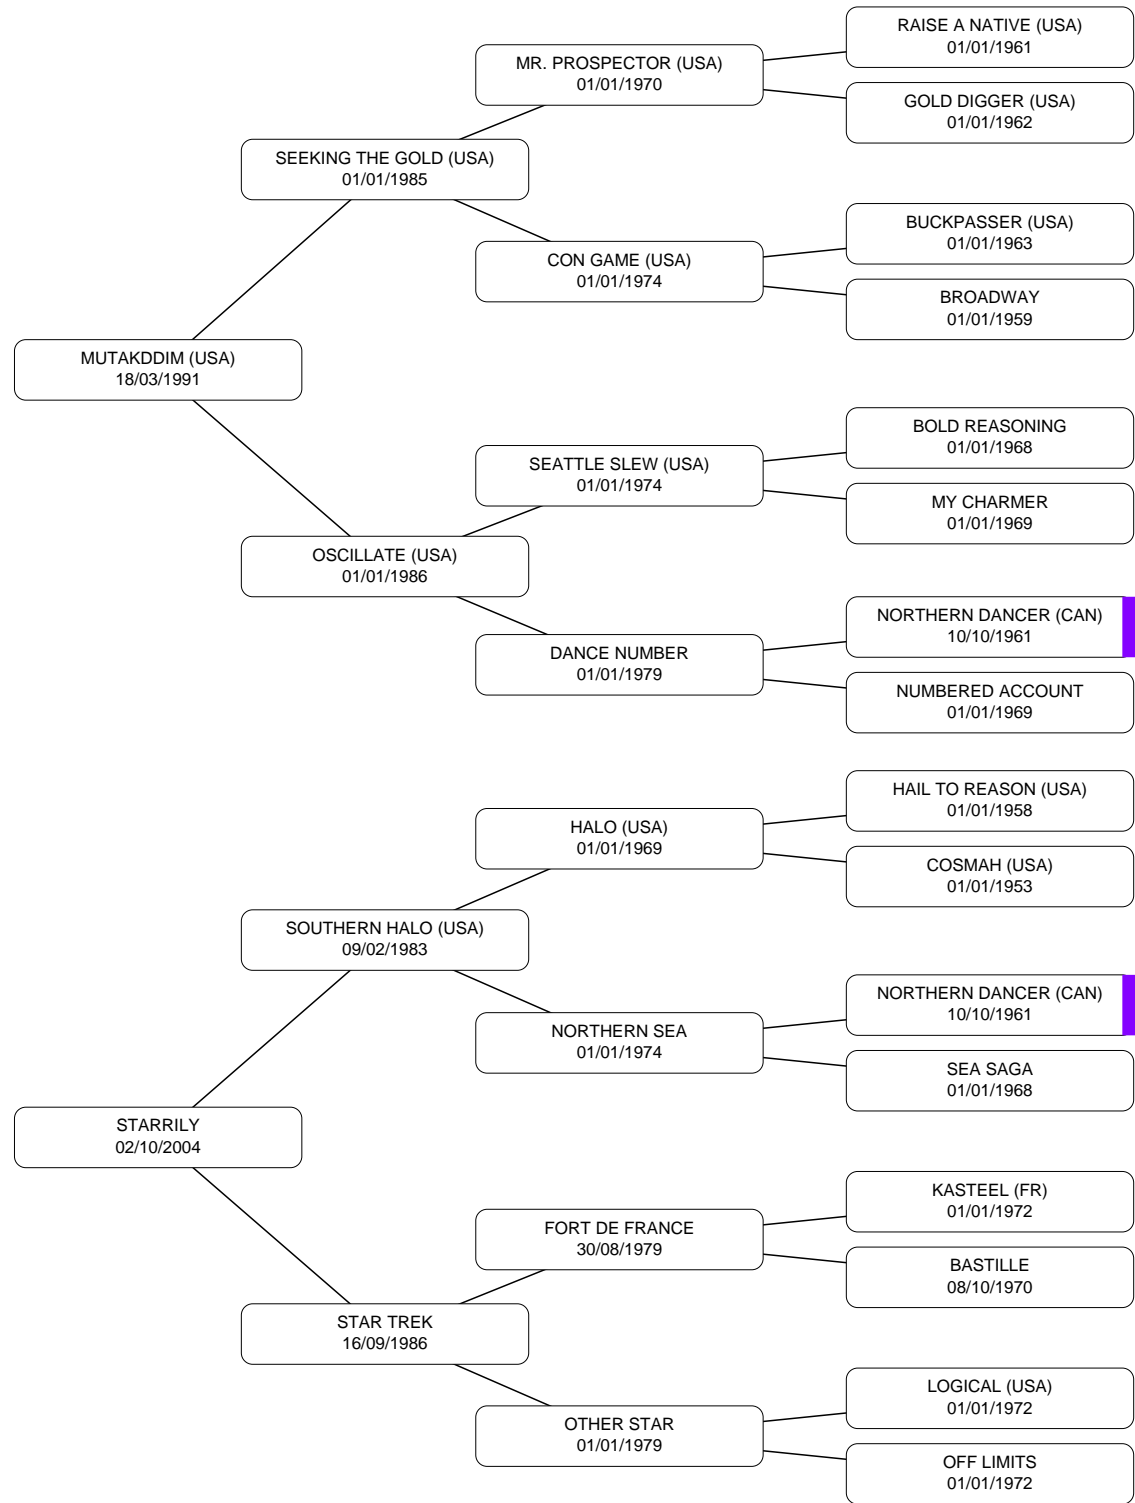 RAISE A NATIVE (USA)
01/01/1961
MR. PROSPECTOR (USA)
01/01/1970
GOLD DIGGER (USA)
01/01/1962
SEEKING THE GOLD (USA)
01/01/1985
BUCKPASSER (USA)
01/01/1963
CON GAME (USA)
01/01/1974
BROADWAY
01/01/1959
MUTAKDDIM (USA)
18/03/1991
BOLD REASONING
01/01/1968
SEATTLE SLEW (USA)
01/01/1974
MY CHARMER
01/01/1969
OSCILLATE (USA)
01/01/1986
NORTHERN DANCER (CAN)
10/10/1961
DANCE NUMBER
01/01/1979
NUMBERED ACCOUNT
01/01/1969
HAIL TO REASON (USA)
01/01/1958
HALO (USA)
01/01/1969
COSMAH (USA)
01/01/1953
SOUTHERN HALO (USA)
09/02/1983
NORTHERN DANCER (CAN)
10/10/1961
NORTHERN SEA
01/01/1974
SEA SAGA
01/01/1968
STARRILY
02/10/2004
KASTEEL (FR)
01/01/1972
FORT DE FRANCE
30/08/1979
BASTILLE
08/10/1970
STAR TREK
16/09/1986
LOGICAL (USA)
01/01/1972
OTHER STAR
01/01/1979
OFF LIMITS
01/01/1972